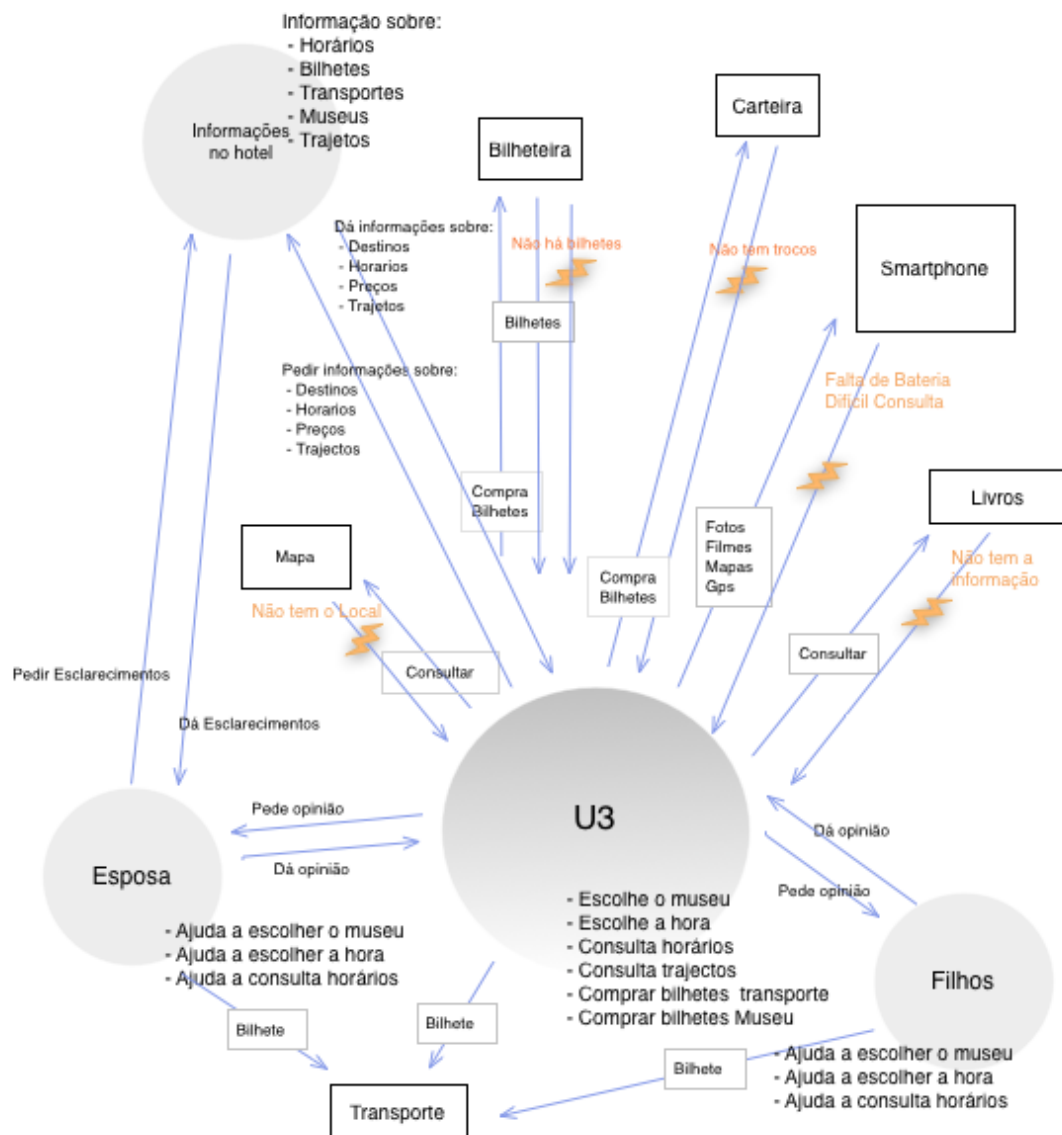 Informação sobre:
- Horários
- Bilhetes
- Transportes
- Museus
- Trajetos
Informações
no hotel
Bilheteira
Carteira
Smartphone
Dá informações sobre:
- Destinos
- Horarios
- Preços
- Trajetos
Não há bilhetes
Não tem trocos
Bilhetes
Pedir informações sobre:
- Destinos
- Horarios
- Preços
- Trajectos
Falta de Bateria
Difícil Consulta
Compra
Bilhetes
Livros
Mapa
Fotos
Filmes
Mapas
Gps
Não tem a
informação
Compra
Bilhetes
Não tem o Local
Consultar
Consultar
Pedir Esclarecimentos
Dá Esclarecimentos
Pede opinião
Dá opinião
U3
Dá opinião
Pede opinião
Esposa
- Ajuda a escolher o museu
- Ajuda a escolher a hora
- Ajuda a consulta horários
- Escolhe o museu
- Escolhe a hora
- Consulta horários
- Consulta trajectos
- Comprar bilhetes transporte
- Comprar bilhetes Museu
Filhos
Bilhete
Bilhete
Bilhete
- Ajuda a escolher o museu
- Ajuda a escolher a hora
- Ajuda a consulta horários
Transporte